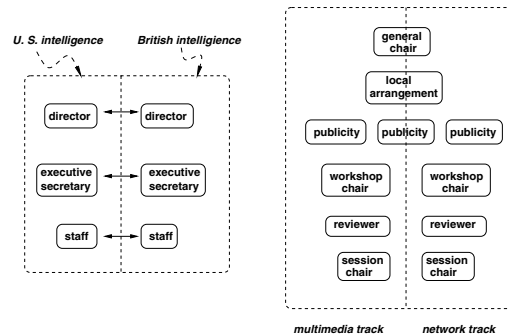 U. S. intelligence
British intelligience
director
director
executive
secretary
executive
secretary
staff
staff
general
chair
local
arrangement
publicity
publicity
publicity
workshop
chair
workshop
chair
reviewer
reviewer
session
chair
session
chair
multimedia track
network track